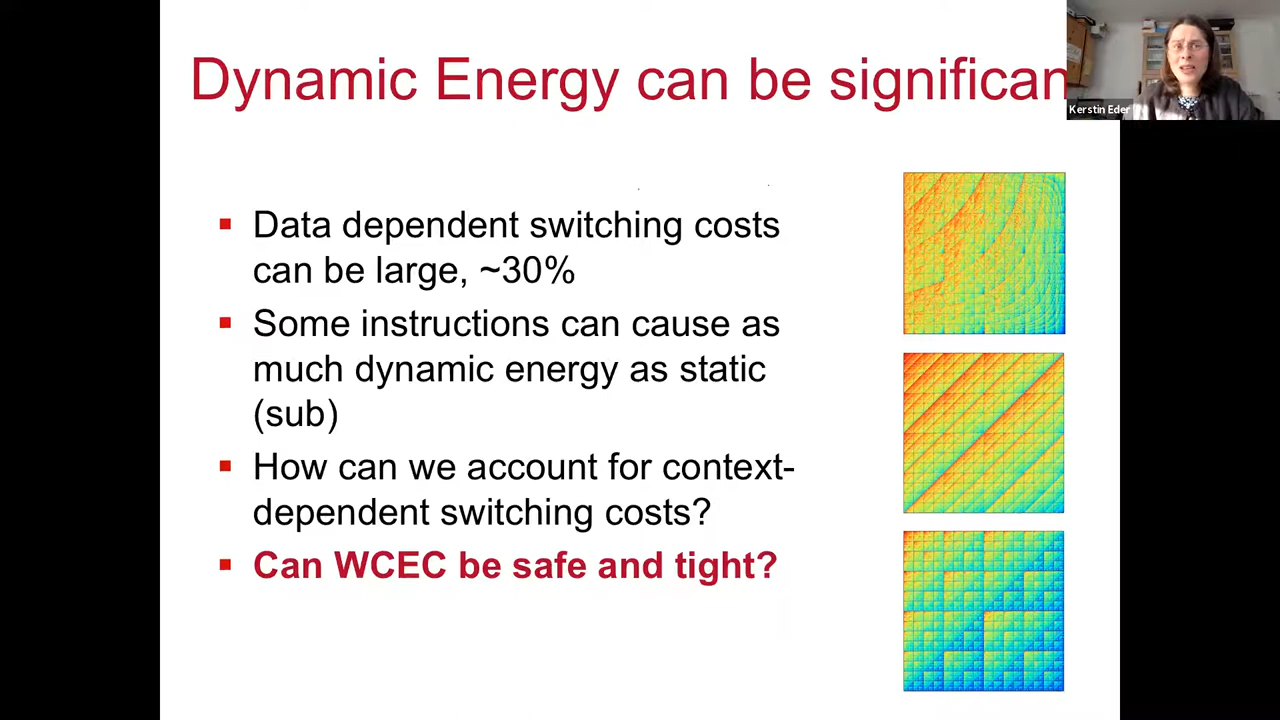 Dynamic Energy can be significan
Kerstin Eder
▪ Data dependent switching costs
can be large, ~30%
▪ Some instructions can cause as
much dynamic energy as static
(sub)
▪ How can we account for context-
dependent switching costs?
▪ Can WCEC be safe and tight?